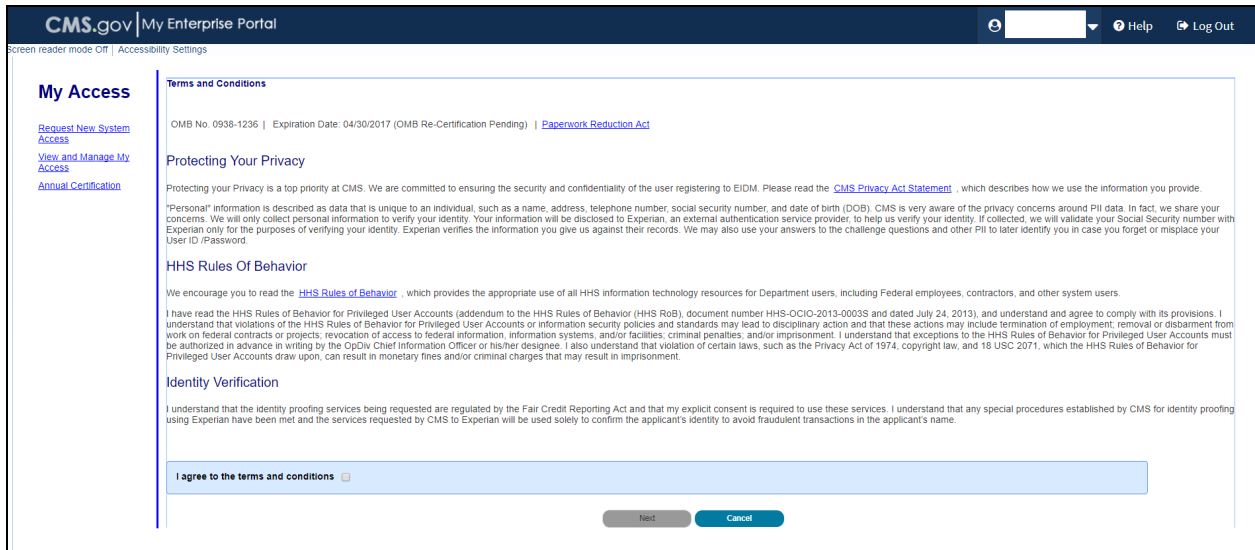 CMS.gov My Enterprise Portal
Help
Log Out
Screen reader mode Off | Accessibility Settings
My Access
Request New System
Access
View and Manage My
Access
Annual Certification
Terms and Conditions
OMB No. 0938-1236 | Expiration Date: 04/30/2017 (OMB Re-Certification Pending) | Paperwork Reduction Act
Protecting Your Privacy
Protecting your Privacy is a top priority at CMS. We are committed to ensuring the security and confidentiality of the user registering to EIDM. Please read the CMS Privacy Act Statement , which describes how we use the information you provide.
"Personal" information is described as data that is unique to an individual, such as a name, address, telephone number, social security number, and date of birth (DOB). CMS is very aware of the privacy concerns around PII data. In fact, we share your
concerns. We will only collect personal information to verify your identity. Your information will be disclosed to Experian, an external authentication service provider, to help us verify your identity. If collected, we will validate your Social Security number with
Experian only for the purposes of verifying your identity. Experian verifies the information you give us against their records. We may also use your answers to the challenge questions and other PII to later identify you in case you forget or misplace your
User ID /Password.
HHS Rules Of Behavior
We encourage you to read the HHS Rules of Behavior , which provides the appropriate use of all HHS information technology resources for Department users, including Federal employees, contractors, and other system users.
I have read the HHS Rules of Behavior for Privileged User Accounts (addendum to the HHS Rules of Behavior (HHS RoB), document number HHS-OCIO-2013-0003S and dated July 24, 2013), and understand and agree to comply with its provisions. I
understand that violations of the HHS Rules of Behavior for Privileged User Accounts or information security policies and standards may lead to disciplinary action and that these actions may include termination of employment; removal or disbarment from
work on federal contracts or projects; revocation of access to federal information, information systems, and/or facilities; criminal penalties; and/or imprisonment. I understand that exceptions to the HHS Rules of Behavior for Privileged User Accounts must
be authorized in advance in writing by the OpDiv Chief Information Officer or his/her designee. I also understand that violation of certain laws, such as the Privacy Act of 1974, copyright law, and 18 USC 2071, which the HHS Rules of Behavior for
Privileged User Accounts draw upon, can result in monetary fines and/or criminal charges that may result in imprisonment.
Identity Verification
I understand that the identity proofing services being requested are regulated by the Fair Credit Reporting Act and that my explicit consent is required to use these services. I understand that any special procedures established by CMS for identity proofing
using Experian have been met and the services requested by CMS to Experian will be used solely to confirm the applicant's identity to avoid fraudulent transactions in the applicant's name.
I agree to the terms and conditions
Next
Cancel